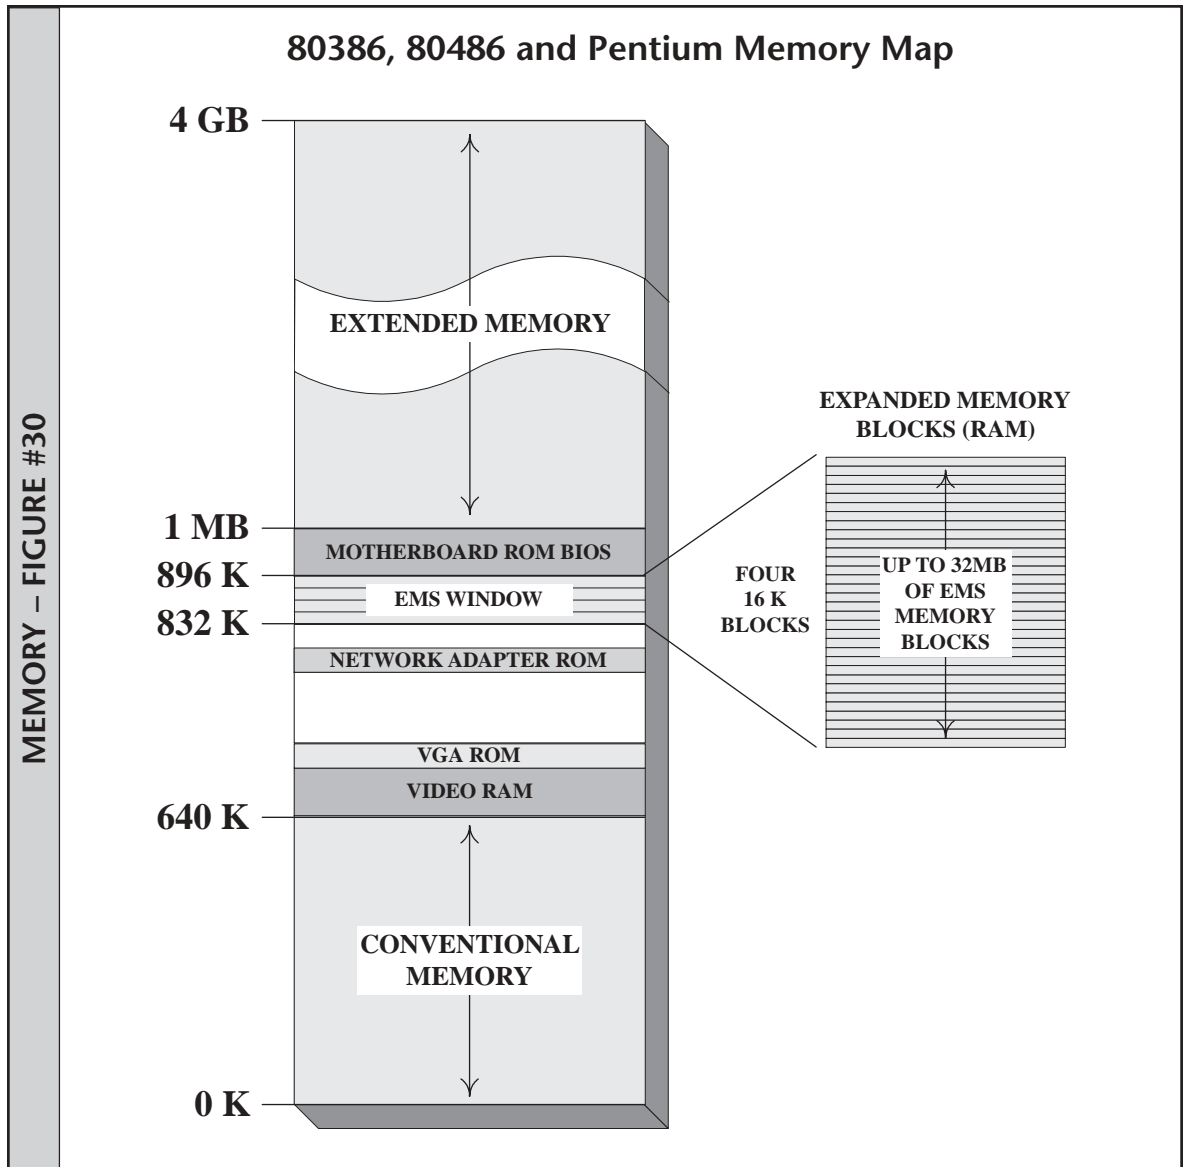 80386, 80486 and Pentium Memory Map
MEMORY – FIGURE #30
4 GB
EXTENDED MEMORY
1 MB
MOTHERBOARD ROM BIOS
896 K
EMS WINDOW
832 K
NETWORK ADAPTER ROM
VGA ROM
VIDEO RAM
640 K
CONVENTIONAL
MEMORY
0 K
EXPANDED MEMORY
BLOCKS (RAM)
FOUR
16 K
BLOCKS
UP TO 32MB
OF EMS
MEMORY
BLOCKS